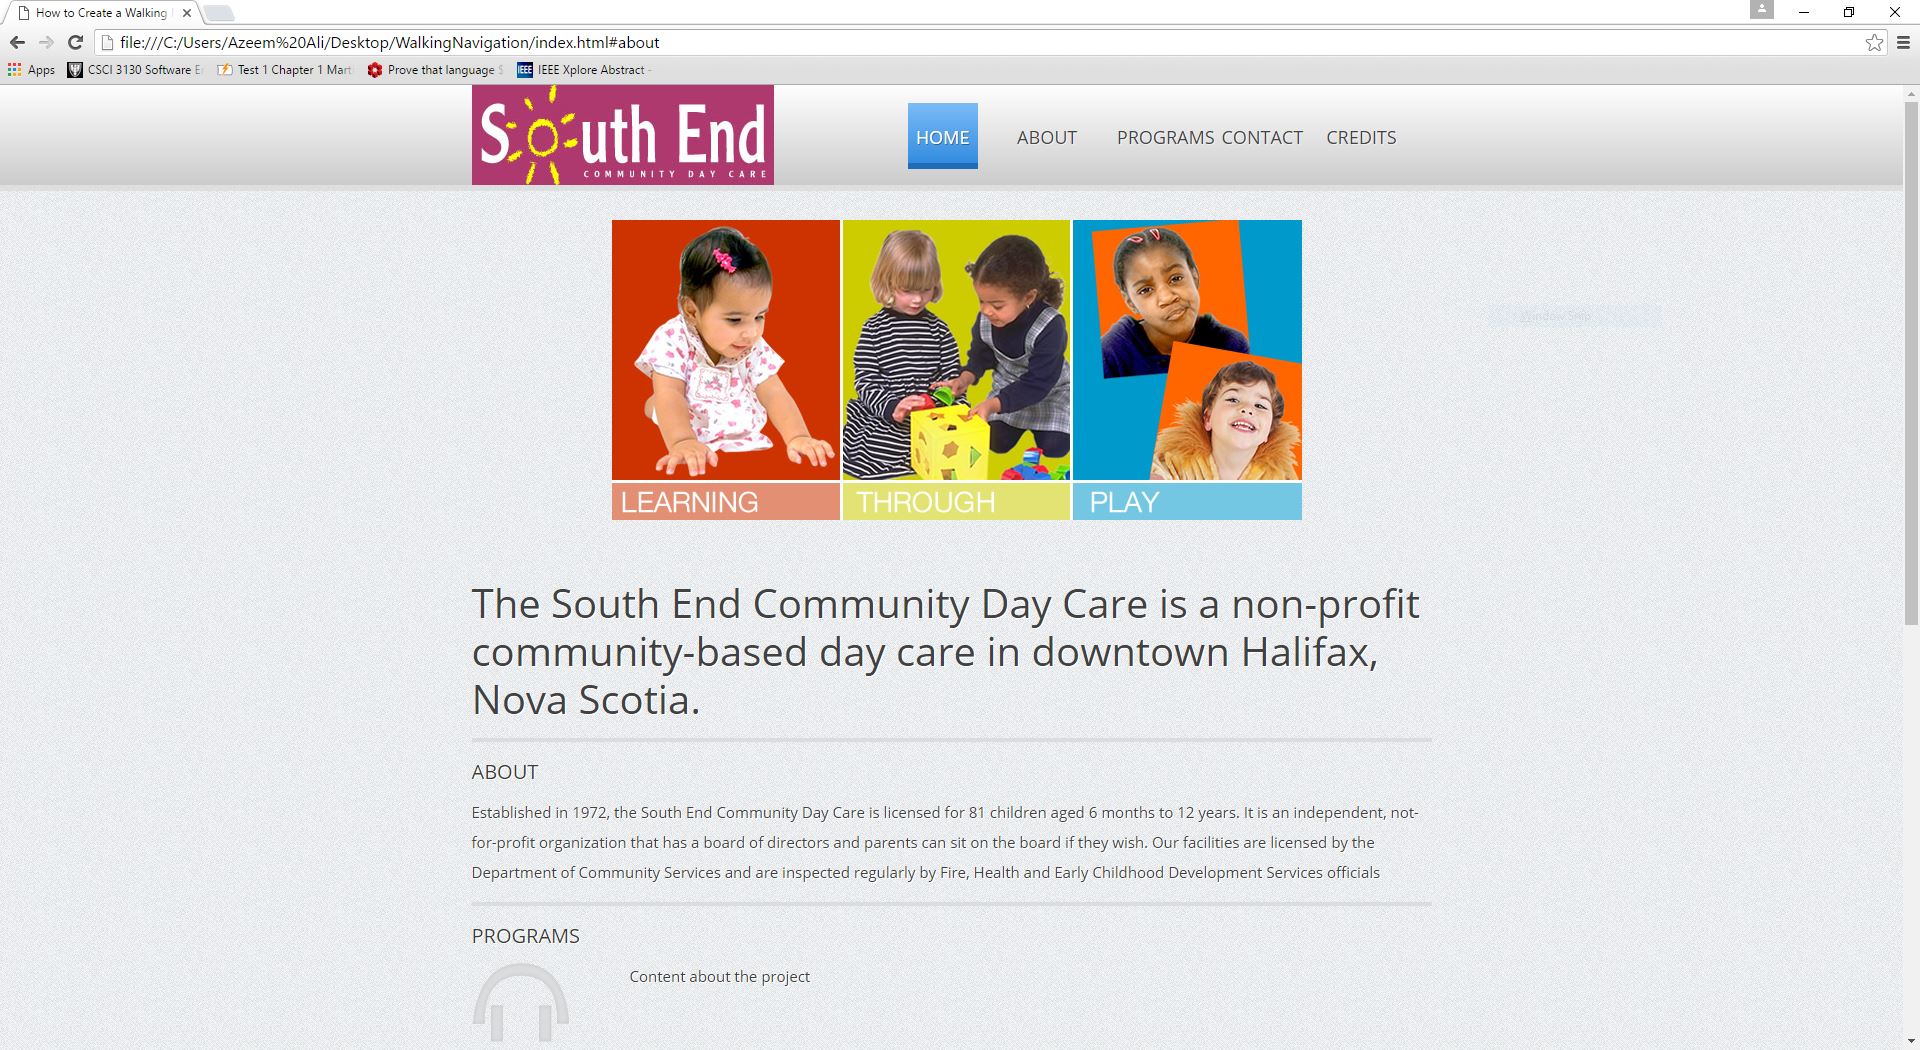 How to Create a Walking
file:///C:/Users/Azeem%20Ali/Desktop/WalkingNavigation/index.html#about
Apps CSCI 3130 Software E Test 1 Chapter 1 Mart Prove that language S IEEE IEEE Xplore Abstract -
South End
COMMUNITY DAY CARE
HOME ABOUT PROGRAMS CONTACT CREDITS
Window Snip
LEARNING THROUGH PLAY
The South End Community Day Care is a non-profit
community-based day care in downtown Halifax,
Nova Scotia.
ABOUT
Established in 1972, the South End Community Day Care is licensed for 81 children aged 6 months to 12 years. It is an independent, not-
for-profit organization that has a board of directors and parents can sit on the board if they wish. Our facilities are licensed by the
Department of Community Services and are inspected regularly by Fire, Health and Early Childhood Development Services officials
PROGRAMS
Content about the project